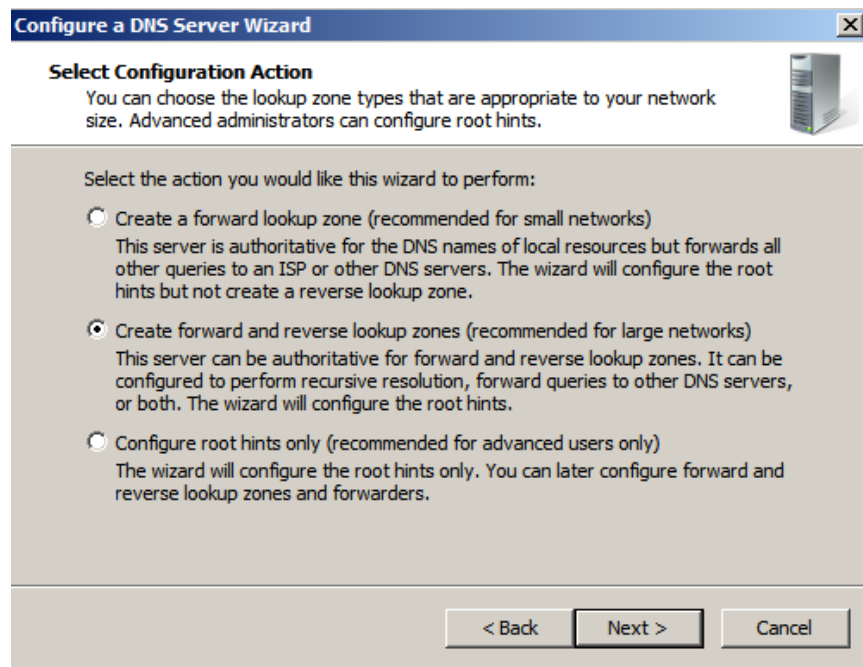 Configure a DNS Server Wizard
Select Configuration Action
You can choose the lookup zone types that are appropriate to your network
size. Advanced administrators can configure root hints.
Select the action you would like this wizard to perform:
Create a forward lookup zone (recommended for small networks)
This server is authoritative for the DNS names of local resources but forwards all
other queries to an ISP or other DNS servers. The wizard will configure the root
hints but not create a reverse lookup zone.
Create forward and reverse lookup zones (recommended for large networks)
This server can be authoritative for forward and reverse lookup zones. It can be
configured to perform recursive resolution, forward queries to other DNS servers,
or both. The wizard will configure the root hints.
Configure root hints only (recommended for advanced users only)
The wizard will configure the root hints only. You can later configure forward and
reverse lookup zones and forwarders.
< Back Next > Cancel